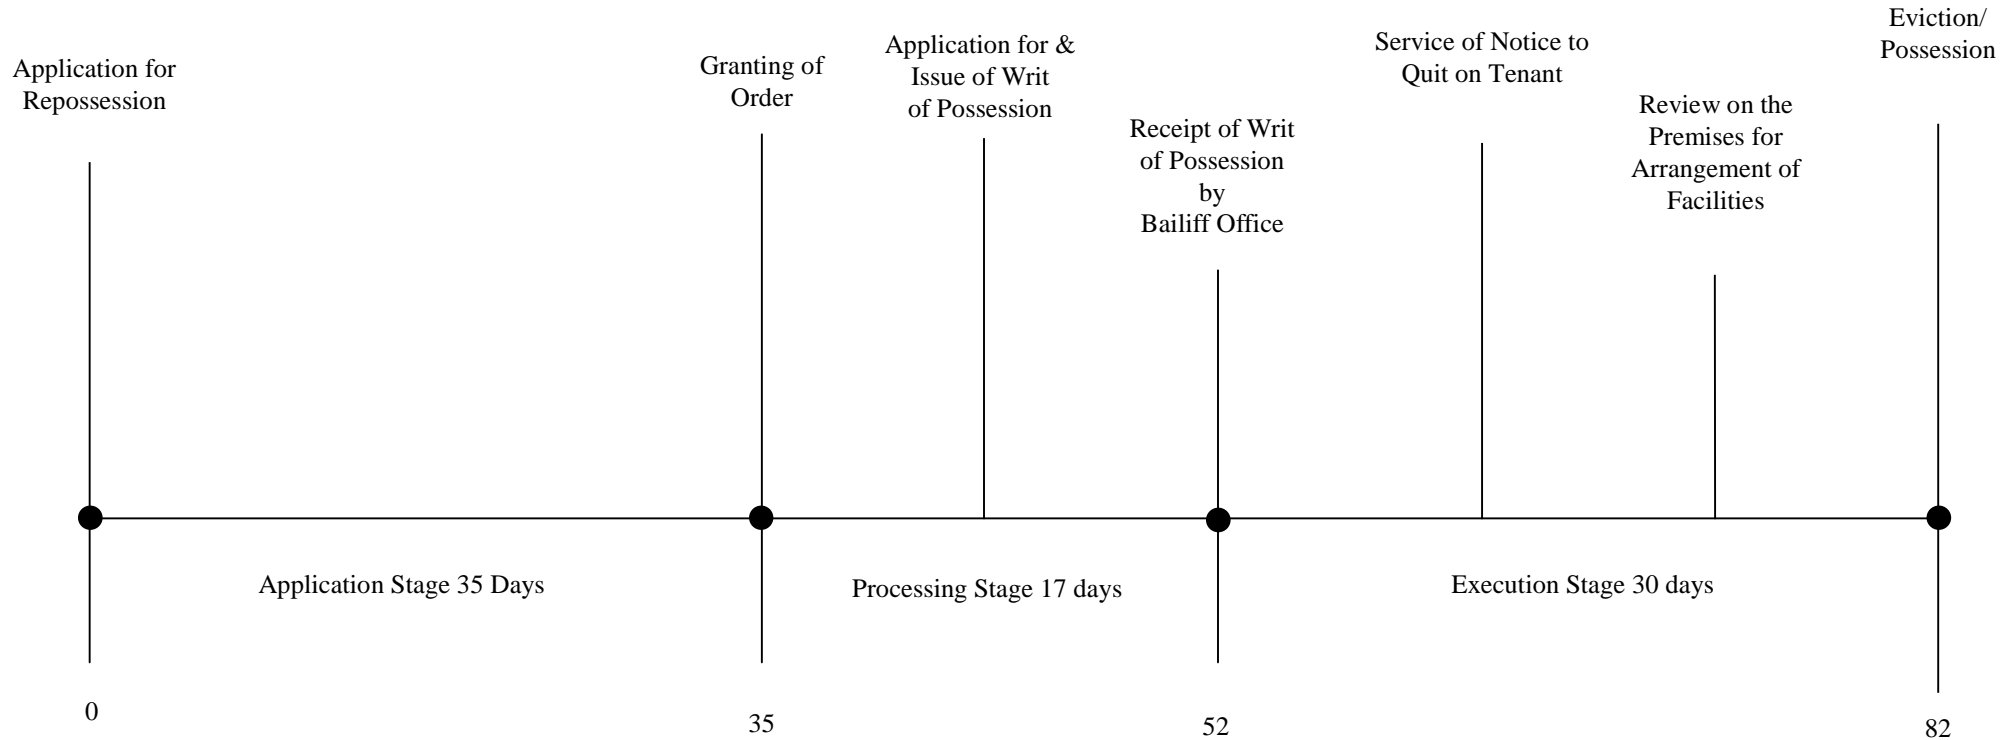 Application for
Repossession
Granting of
Order
Application for &
Issue of Writ
of Possession
Receipt of Writ
of Possession
by
Bailiff Office
Service of Notice to
Quit on Tenant
Review on the
Premises for
Arrangement of
Facilities
Eviction/
Possession
Application Stage 35 Days
Processing Stage 17 days
Execution Stage 30 days
0
35
52
82